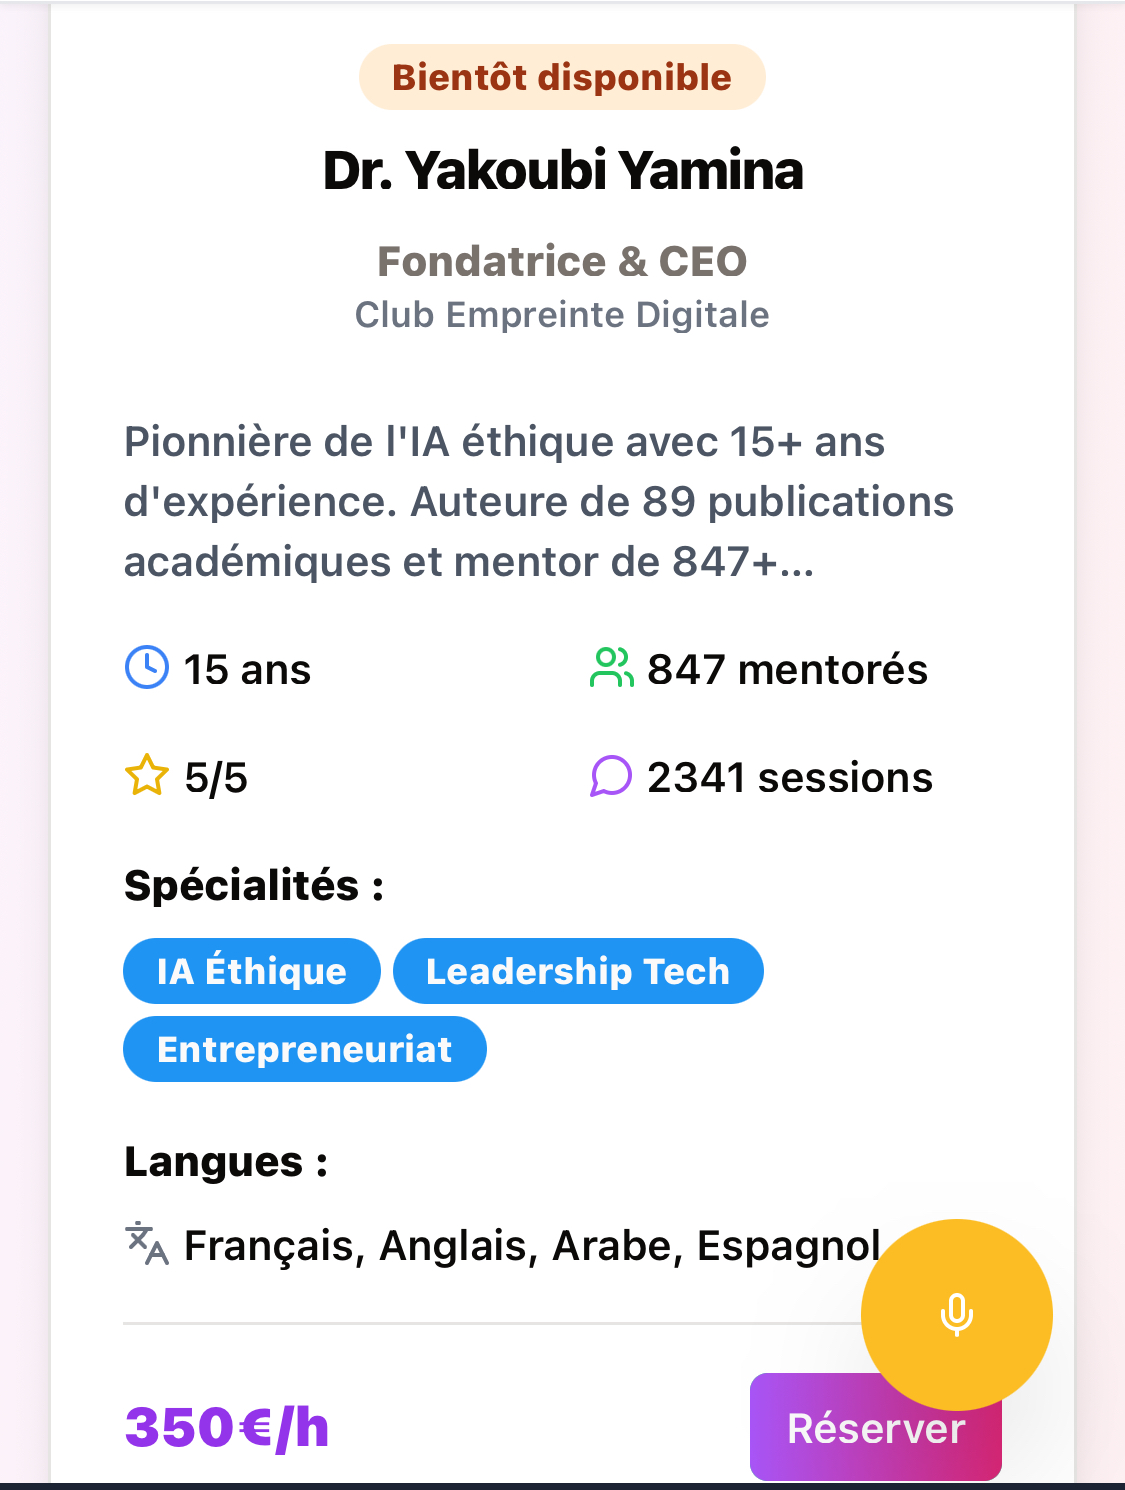 Bientôt disponible
Dr. Yakoubi Yamina
Fondatrice & CEO
Club Empreinte Digitale
Pionnière de l'IA éthique avec 15+ ans
d'expérience. Auteure de 89 publications
académiques et mentor de 847+...
15 ans
847 mentorés
5/5
2341 sessions
Spécialités :
IA Éthique
Leadership Tech
Entrepreneuriat
Langues :
Français, Anglais, Arabe, Espagnol
350€/h
Réserver